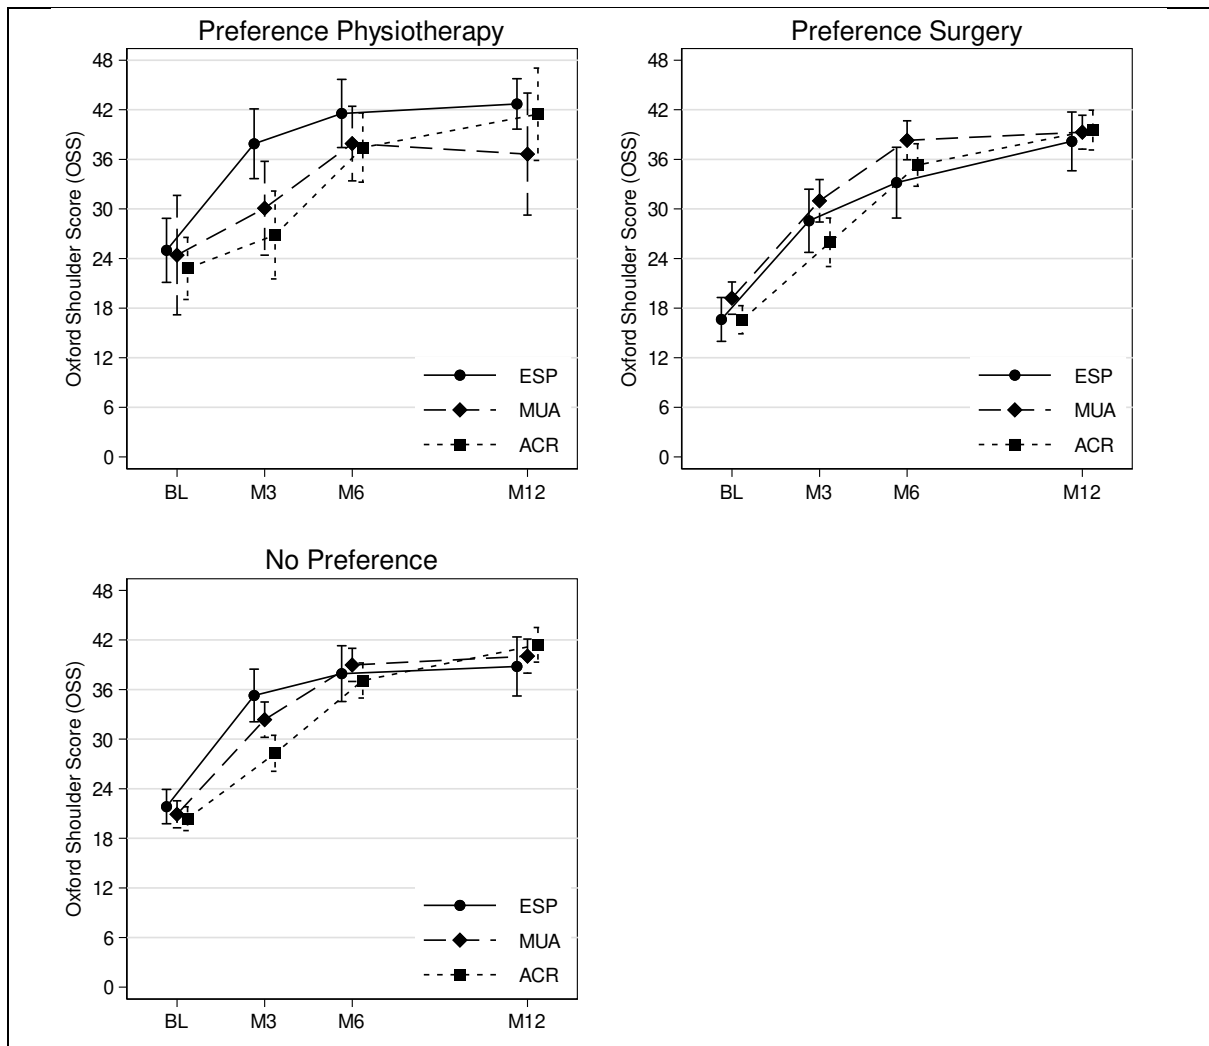 Preference Physiotherapy
Oxford Shoulder Score (OSS)
48
42
36
30
24
18
12
6
0
ESP
MUA
ACR
BL M3 M6 M12
Preference Surgery
Oxford Shoulder Score (OSS)
48
42
36
30
24
18
12
6
0
ESP
MUA
ACR
BL M3 M6 M12
No Preference
Oxford Shoulder Score (OSS)
48
42
36
30
24
18
12
6
0
ESP
MUA
ACR
BL M3 M6 M12